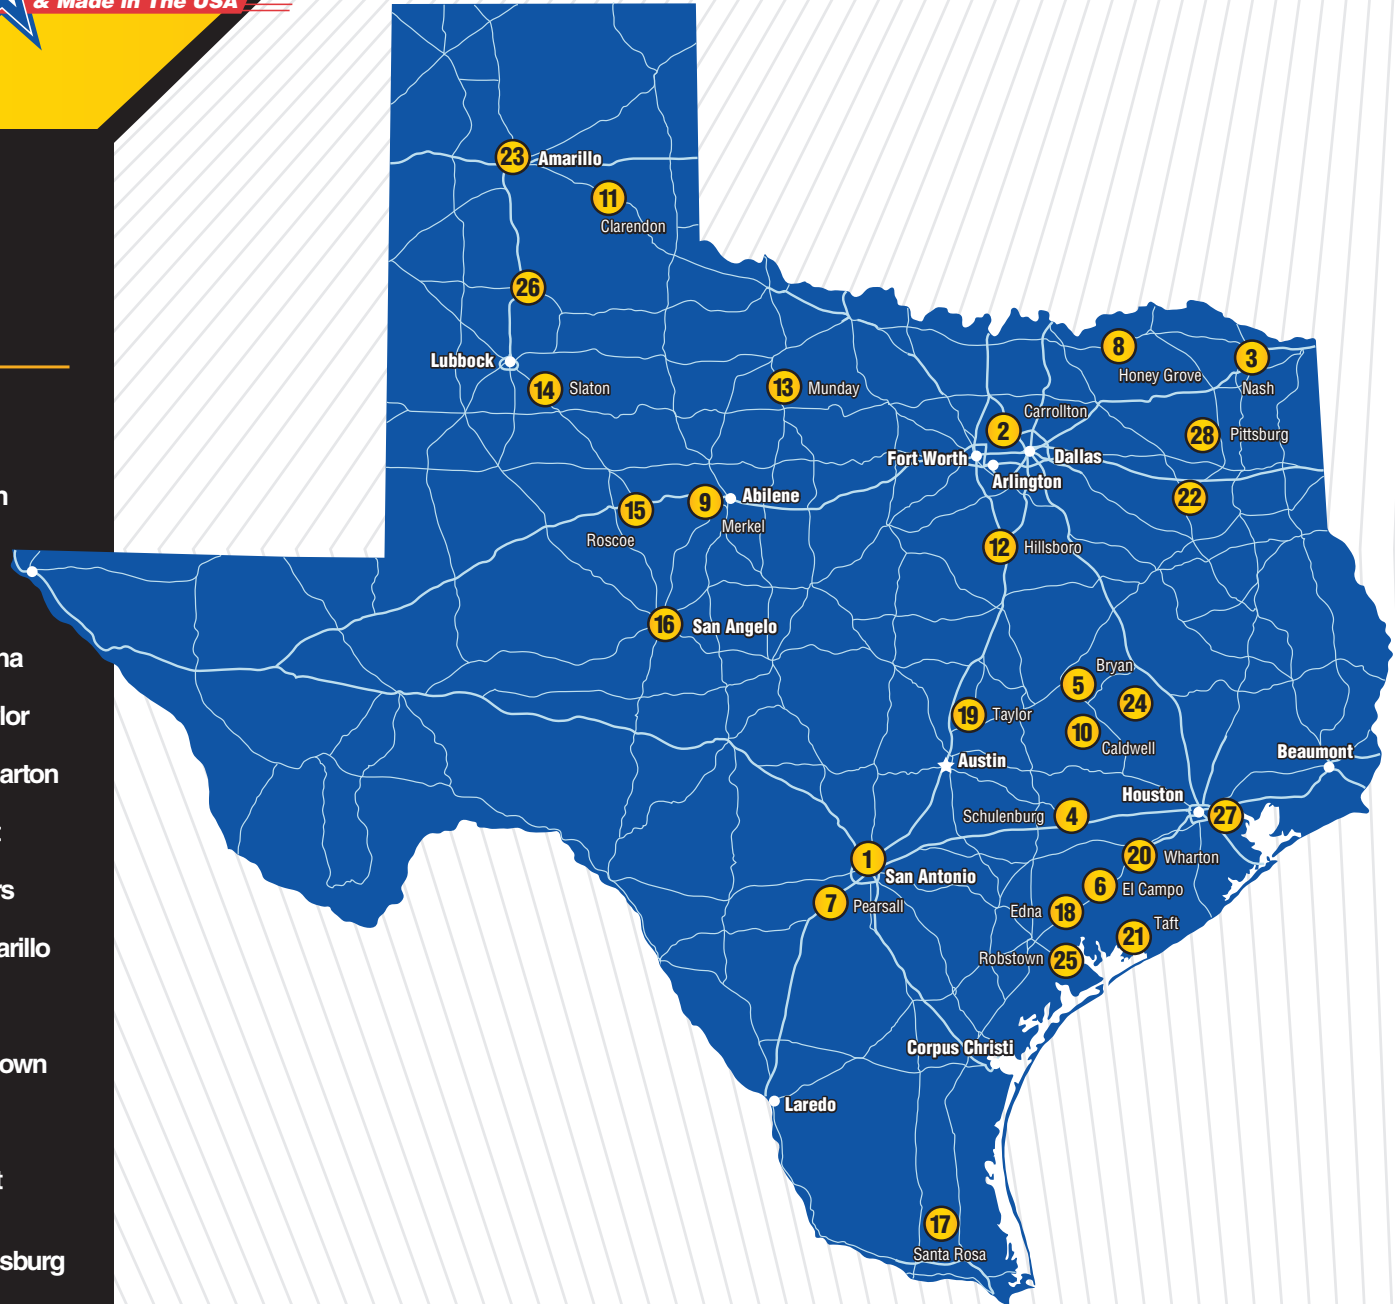 & Made In The USA
23 Amarillo
11
Clarendon
26
Lubbock
14 Slaton
13 Munday
8
Honey Grove
3
Nash
Carrollton
2
28 Pittsburg
Fort Worth
Dallas
Arlington
22
15
Roscoe
9
Abilene
Merkel
12 Hillsboro
16 San Angelo
Bryan
5
24
19 Taylor
10
Caldwell
Austin
Beaumont
Houston
27
Schulenburg 4
1
San Antonio
20 Wharton
7 Pearsall
6 El Campo
Edna 18
Taft
21
Robstown 25
Corpus Christi
Laredo
17
Santa Rosa
n
na
lor
arton
rs
arillo
own
t
sburg